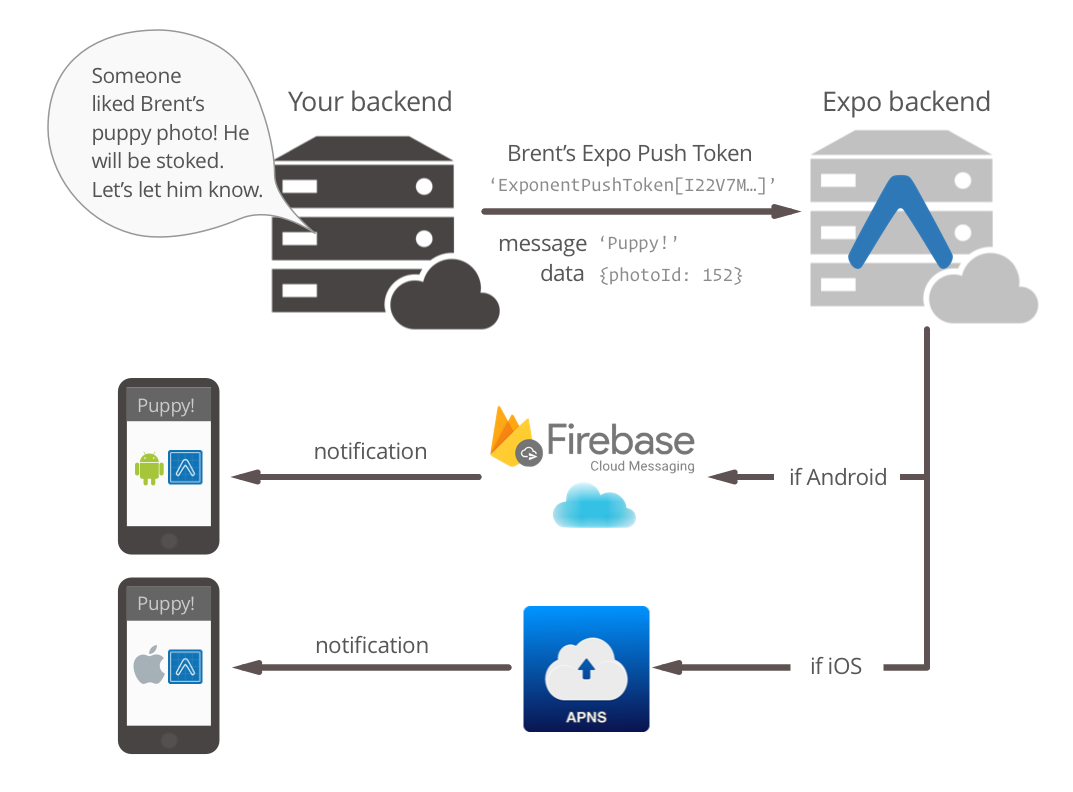 Someone
liked Brent’s
puppy photo! He
will be stoked.
Let’s let him know.
Your backend
Expo backend
Brent’s Expo Push Token
‘ExponentPushToken[I22V7M…]’
message ‘Puppy!’
data {photoId: 152}
Puppy!
notification
Firebase
Cloud Messaging
if Android
Puppy!
notification
APNS
if iOS